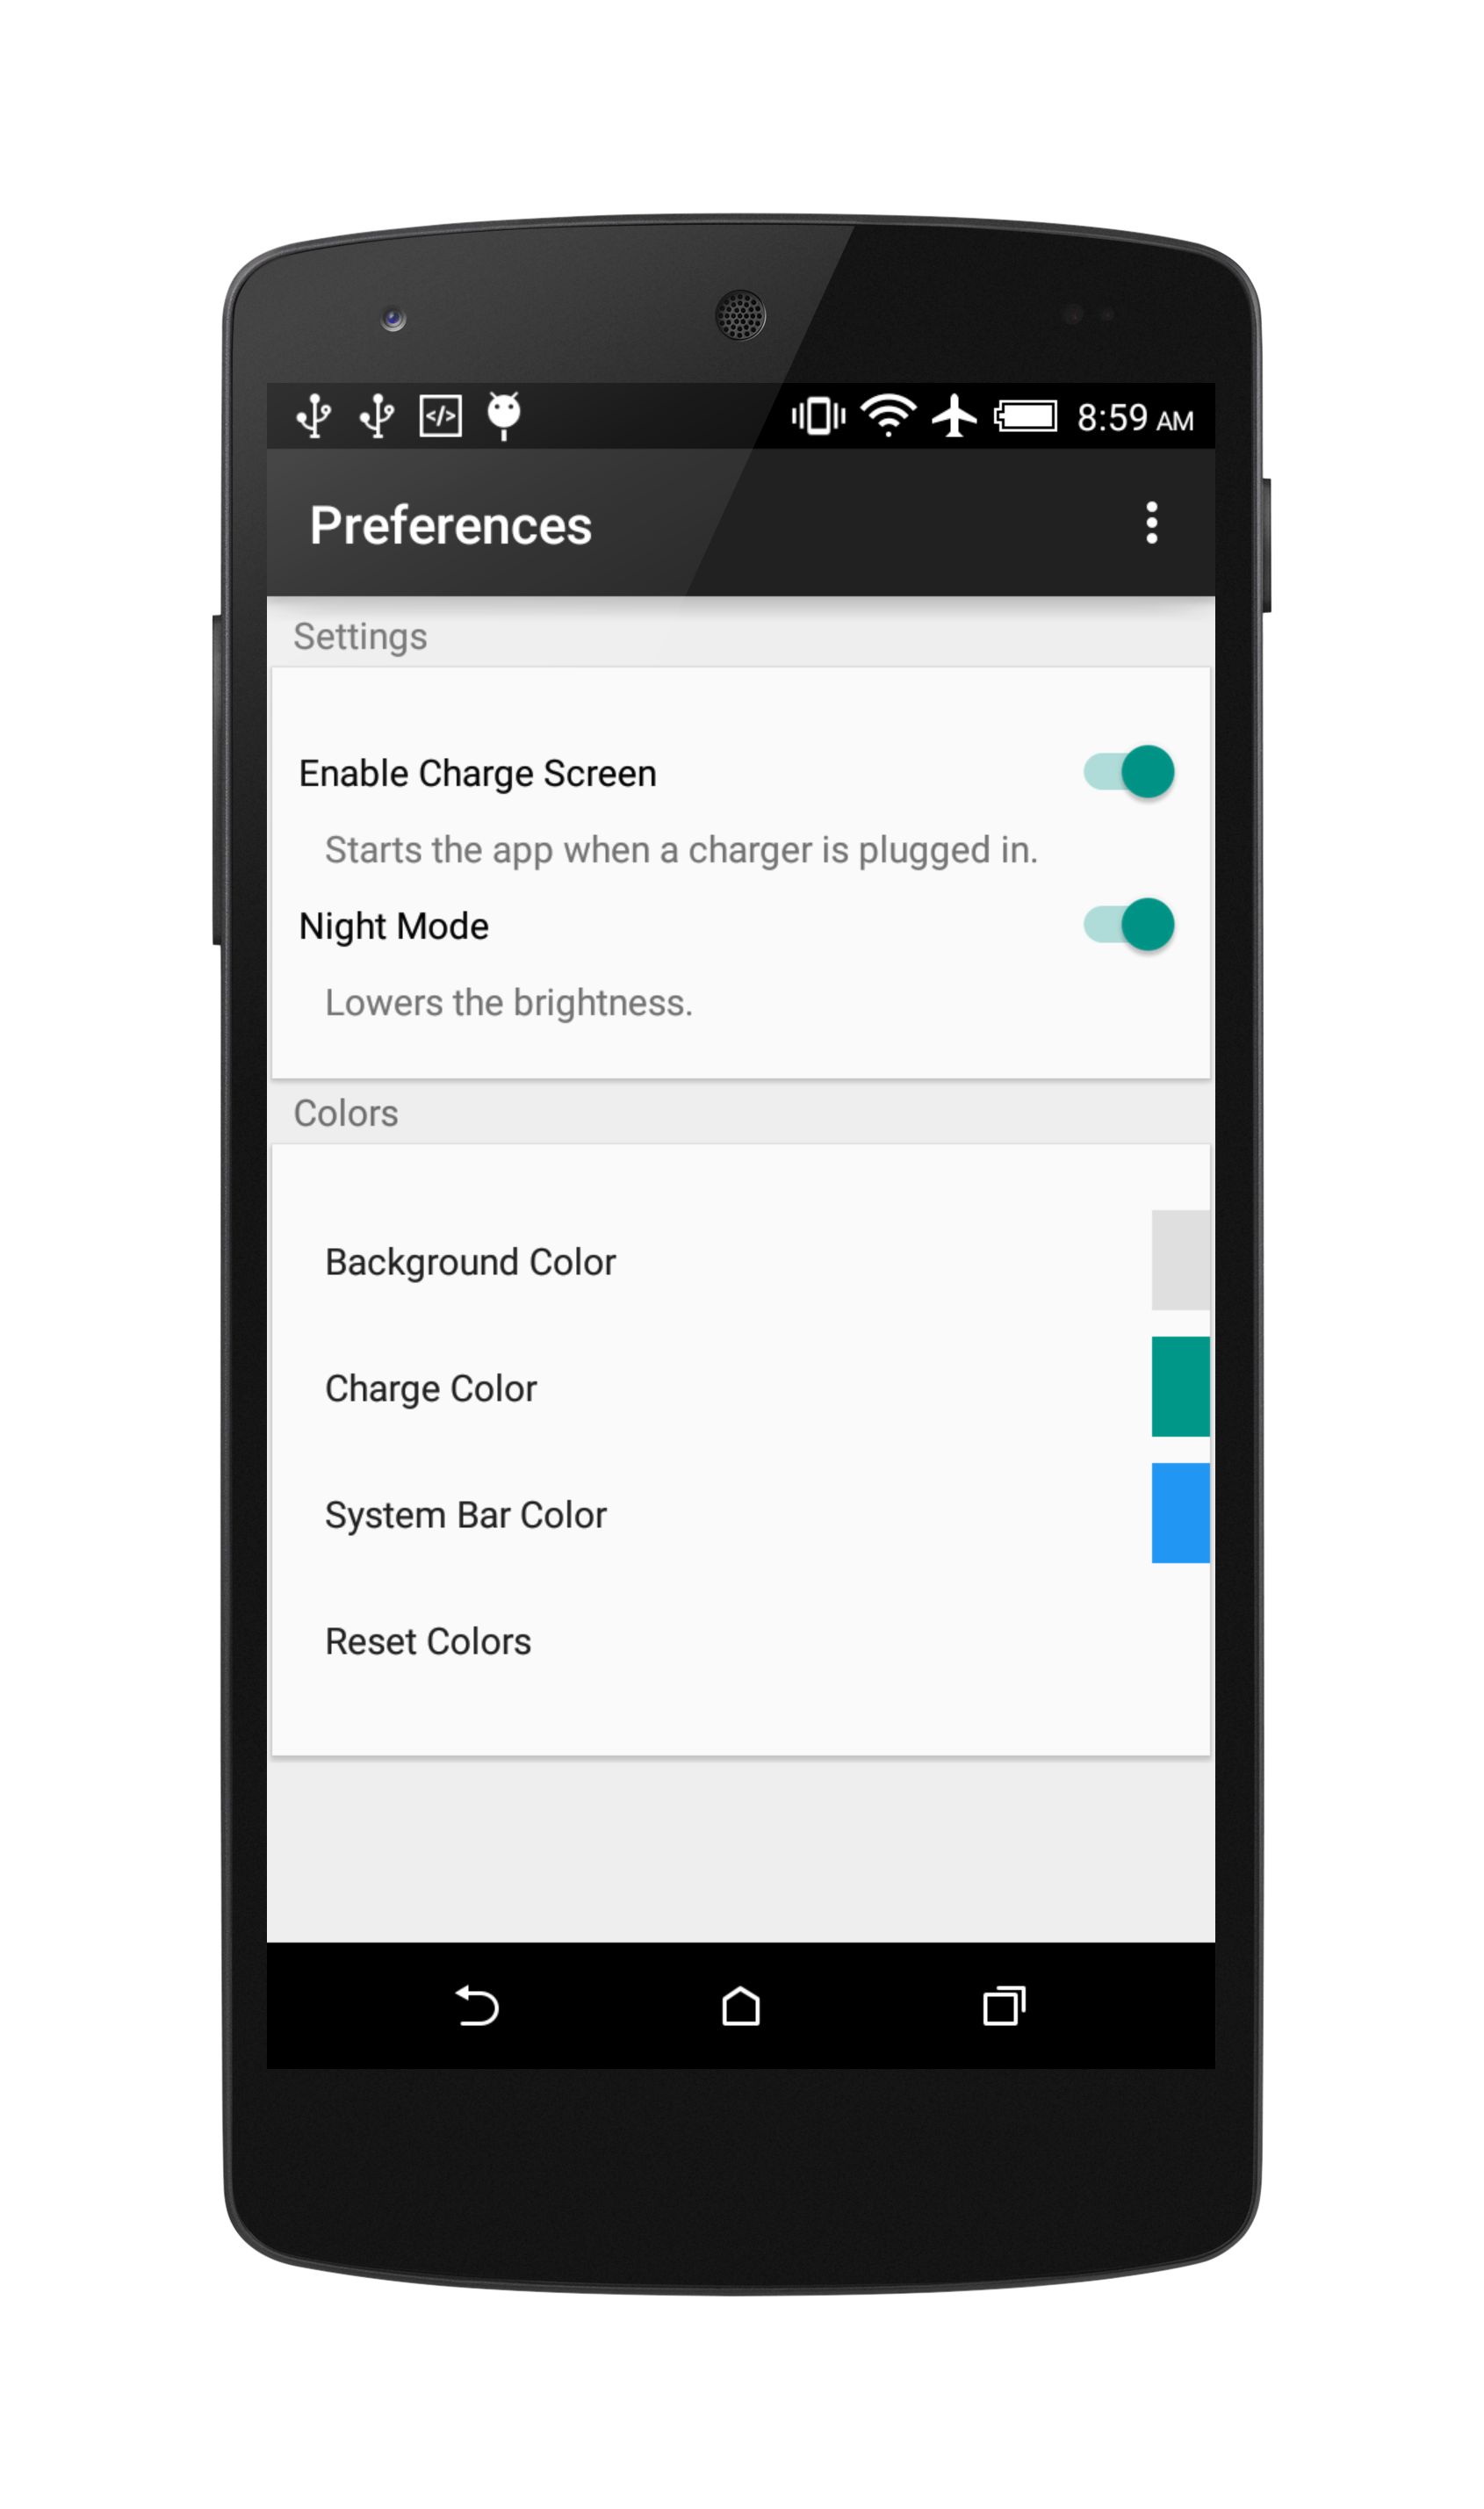 8:59 AM
Preferences
Settings
Enable Charge Screen
Starts the app when a charger is plugged in.
Night Mode
Lowers the brightness.
Colors
Background Color
Charge Color
System Bar Color
Reset Colors